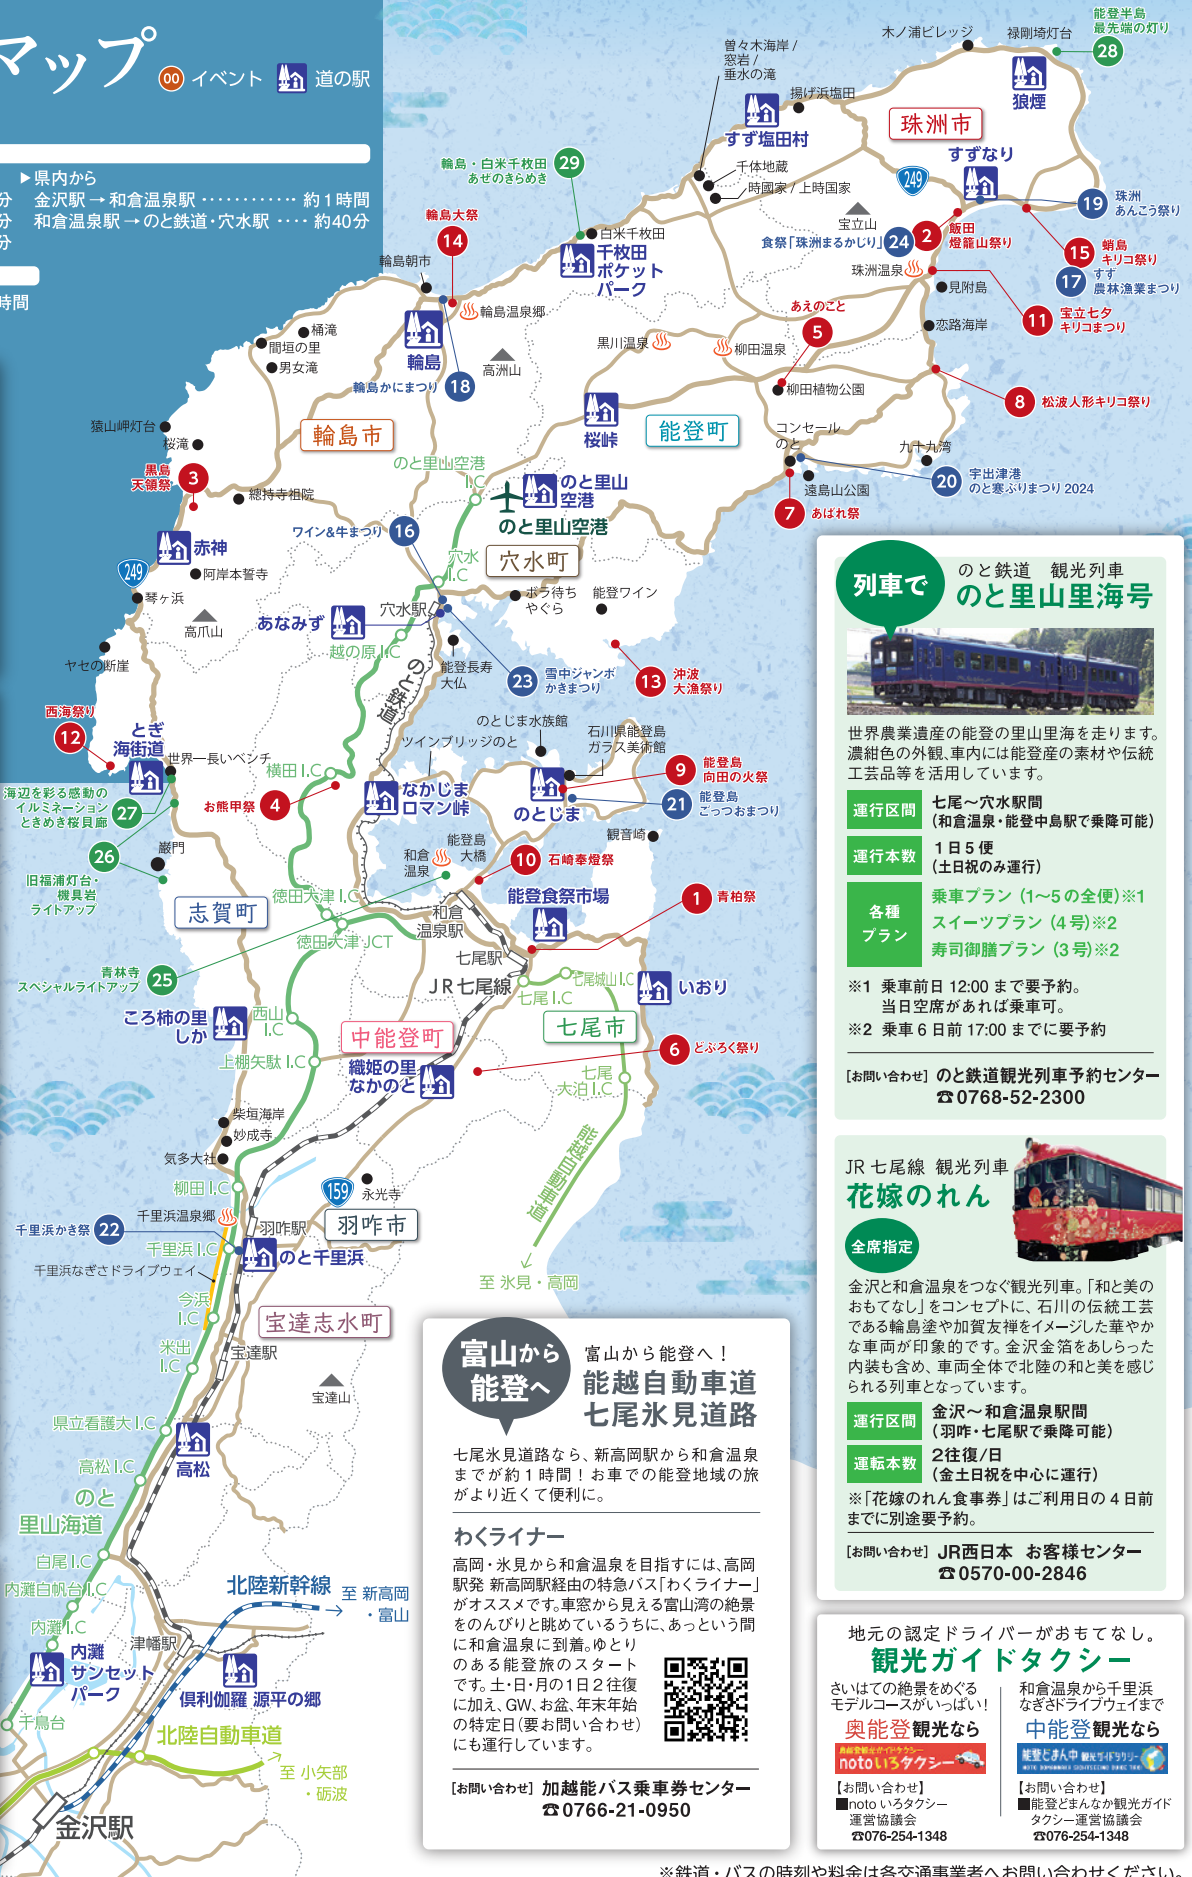 マップ
00 イベント 道の駅
▶県内から
分 金沢駅→和倉温泉駅 ・・・・・・・・・・・ 約1時間
分 和倉温泉駅→のと鉄道・穴水駅 ・・・・ 約40分
分
時間
能登半島
最先端の灯り
28
木ノ浦ビレッジ
禄剛埼灯台
狼煙
曽々木海岸 /
窓岩 /
垂水の滝
揚げ浜塩田
すず塩田村
珠洲市
すずなり
249
輪島・白米千枚田
あぜのきらめき
29
千体地蔵
時國家 / 上時国家
宝立山
19 珠洲
あんこう祭り
輪島大祭
14
白米千枚田
千枚田
ポケット
パーク
食祭「珠洲まるかじり」 24
2 飯田
燈籠山祭り
15 蛸島
キリコ祭り
17 すず
農林漁業まつり
珠洲温泉
見附島
輪島朝市
輪島温泉郷
あえのこと
5
11 宝立七夕
キリコまつり
恋路海岸
桶滝
間垣の里
男女滝
輪島
高洲山
黒川温泉
柳田温泉
輪島かにまつり 18
柳田植物公園
8 松波人形キリコ祭り
猿山岬灯台
桜滝
輪島市
桜峠
能登町
コンセール
のと
九十九湾
黒島
天領祭
3
のと里山空港
I.C
總持寺祖院
のと里山
空港
のと里山空港
遠島山公園
20 宇出津港
のと寒ぶりまつり 2024
7 あばれ祭
ワイン&牛まつり 16
赤神
穴水
I.C
穴水町
249
阿岸本誓寺
琴ヶ浜
ボラ待ち
やぐら
能登ワイン
穴水駅
あなみず
高爪山
越の原 I.C
ヤセの断崖
のと鉄道
能登長寿
大仏
23 雪中ジャンボ
かきまつり
13 沖波
大漁祭り
西海祭り
12
とぎ
海街道
世界一長いベンチ
のとじま水族館
石川県能登島
ガラス美術館
ツインブリッジのと
横田 I.C
9 能登島
向田の火祭
海辺を彩る感動の
イルミネーション
ときめき桜貝廊
27
お熊甲祭 4
なかじま
ロマン峠
のとじま
21 能登島
ごっつおまつり
観音崎
能登島
大橋
26
旧福浦灯台・
機具岩
ライトアップ
巌門
和倉
温泉
10 石崎奉燈祭
志賀町
徳田大津 I.C
和倉
温泉駅
能登食祭市場
1 青柏祭
徳田大津 JCT
七尾駅
青林寺
スペシャルライトアップ
25
JR七尾線
七尾城山I.C
七尾 I.C
いおり
ころ柿の里
しか
西山
I.C
中能登町
七尾市
上棚矢駄 I.C
織姫の里
なかのと
6 どぶろく祭り
七尾
大泊 I.C
柴垣海岸
妙成寺
気多大社
能越自動車道
柳田 I.C
159
永光寺
千里浜温泉郷
羽咋駅
羽咋市
千里浜かき祭 22
千里浜 I.C
のと千里浜
千里浜なぎさドライブウェイ
至 氷見・高岡
今浜
I.C
宝達志水町
米出
I.C
宝達駅
宝達山
県立看護大 I.C
高松
高松 I.C
のと
里山海道
白尾 I.C
内灘白帆台I.C
北陸新幹線
至 新高岡
・富山
内灘 I.C
津幡駅
内灘
サンセット
パーク
倶利伽羅 源平の郷
千鳥台
北陸自動車道
至 小矢部
・砺波
金沢駅
列車で
のと鉄道 観光列車
のと里山里海号
世界農業遺産の能登の里山里海を走ります。
濃紺色の外観、車内には能登産の素材や伝統
工芸品等を活用しています。
運行区間 七尾～穴水駅間
(和倉温泉・能登中島駅で乗降可能)
運行本数 1日5便
(土日祝のみ運行)
各種
プラン
乗車プラン（1～5の全便）※1
スイーツプラン（4号）※2
寿司御膳プラン（3号）※2
※1 乗車前日 12:00 まで要予約。
当日空席があれば乗車可。
※2 乗車6日前 17:00 までに要予約
[お問い合わせ] のと鉄道観光列車予約センター
☎0768-52-2300
JR七尾線 観光列車
花嫁のれん
全席指定
金沢と和倉温泉をつなぐ観光列車。「和と美の
おもてなし」をコンセプトに、石川の伝統工芸
である輪島塗や加賀友禅をイメージした華やか
な車両が印象的です。金沢金箔をあしらった
内装も含め、車両全体で北陸の和と美を感じ
られる列車となっています。
運行区間 金沢～和倉温泉駅間
(羽咋・七尾駅で乗降可能)
運転本数 2往復/日
(金土日祝を中心に運行)
※「花嫁のれん食事券」はご利用日の4日前
までに別途要予約。
[お問い合わせ] JR西日本 お客様センター
☎0570-00-2846
富山から
能登へ
富山から能登へ！
能越自動車道
七尾氷見道路
七尾氷見道路なら、新高岡駅から和倉温泉
までが約1時間！お車での能登地域の旅
がより近くて便利に。
わくライナー
高岡・氷見から和倉温泉を目指すには、高岡
駅発 新高岡駅経由の特急バス「わくライナー」
がオススメです。車窓から見える富山湾の絶景
をのんびりと眺めているうちに、あっという間
に和倉温泉に到着。ゆとり
のある能登旅のスタート
です。土・日・月の1日2往復
に加え、GW、お盆、年末年始
の特定日(要お問い合わせ)
にも運行しています。
[お問い合わせ] 加越能バス乗車券センター
☎0766-21-0950
地元の認定ドライバーがおもてなし。
観光ガイドタクシー
さいはての絶景をめぐる
モデルコースがいっぱい！
奥能登観光なら
奥能登観光ガイドタクシー
notoいろタクシー
【お問い合わせ】
■noto いろタクシー
運営協議会
☎076-254-1348
和倉温泉から千里浜
なぎさドライブウェイまで
中能登観光なら
能登どまん中 観光ガイドタクシー
【お問い合わせ】
■能登どまんなか観光ガイド
タクシー運営協議会
☎076-254-1348
※鉄道・バスの時刻や料金は各交通事業者へお問い合わせください。